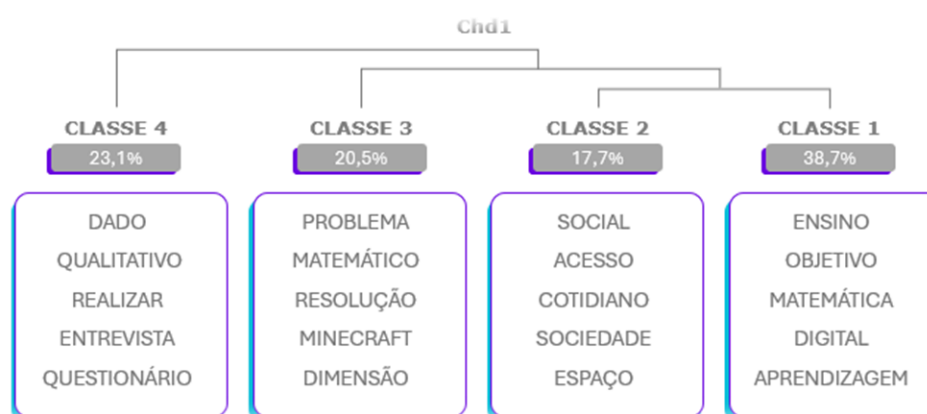 Chd1
CLASSE 4
23,1%
DADO
QUALITATIVO
REALIZAR
ENTREVISTA
QUESTIONÁRIO
CLASSE 3
20,5%
PROBLEMA
MATEMÁTICO
RESOLUÇÃO
MINECRAFT
DIMENSÃO
CLASSE 2
17,7%
SOCIAL
ACESSO
COTIDIANO
SOCIEDADE
ESPAÇO
CLASSE 1
38,7%
ENSINO
OBJETIVO
MATEMÁTICA
DIGITAL
APRENDIZAGEM